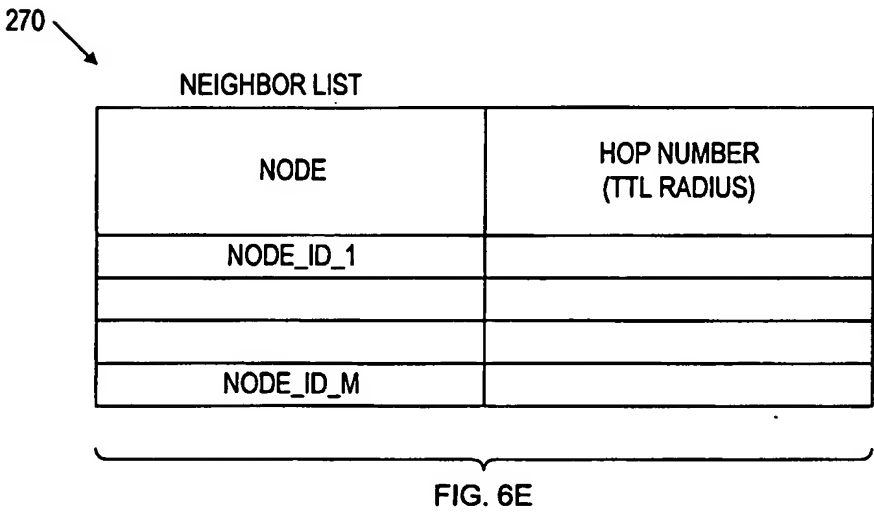 270
NEIGHBOR LIST
NODE
HOP NUMBER
(TTL RADIUS)
NODE_ID_1
NODE_ID_M
FIG. 6E